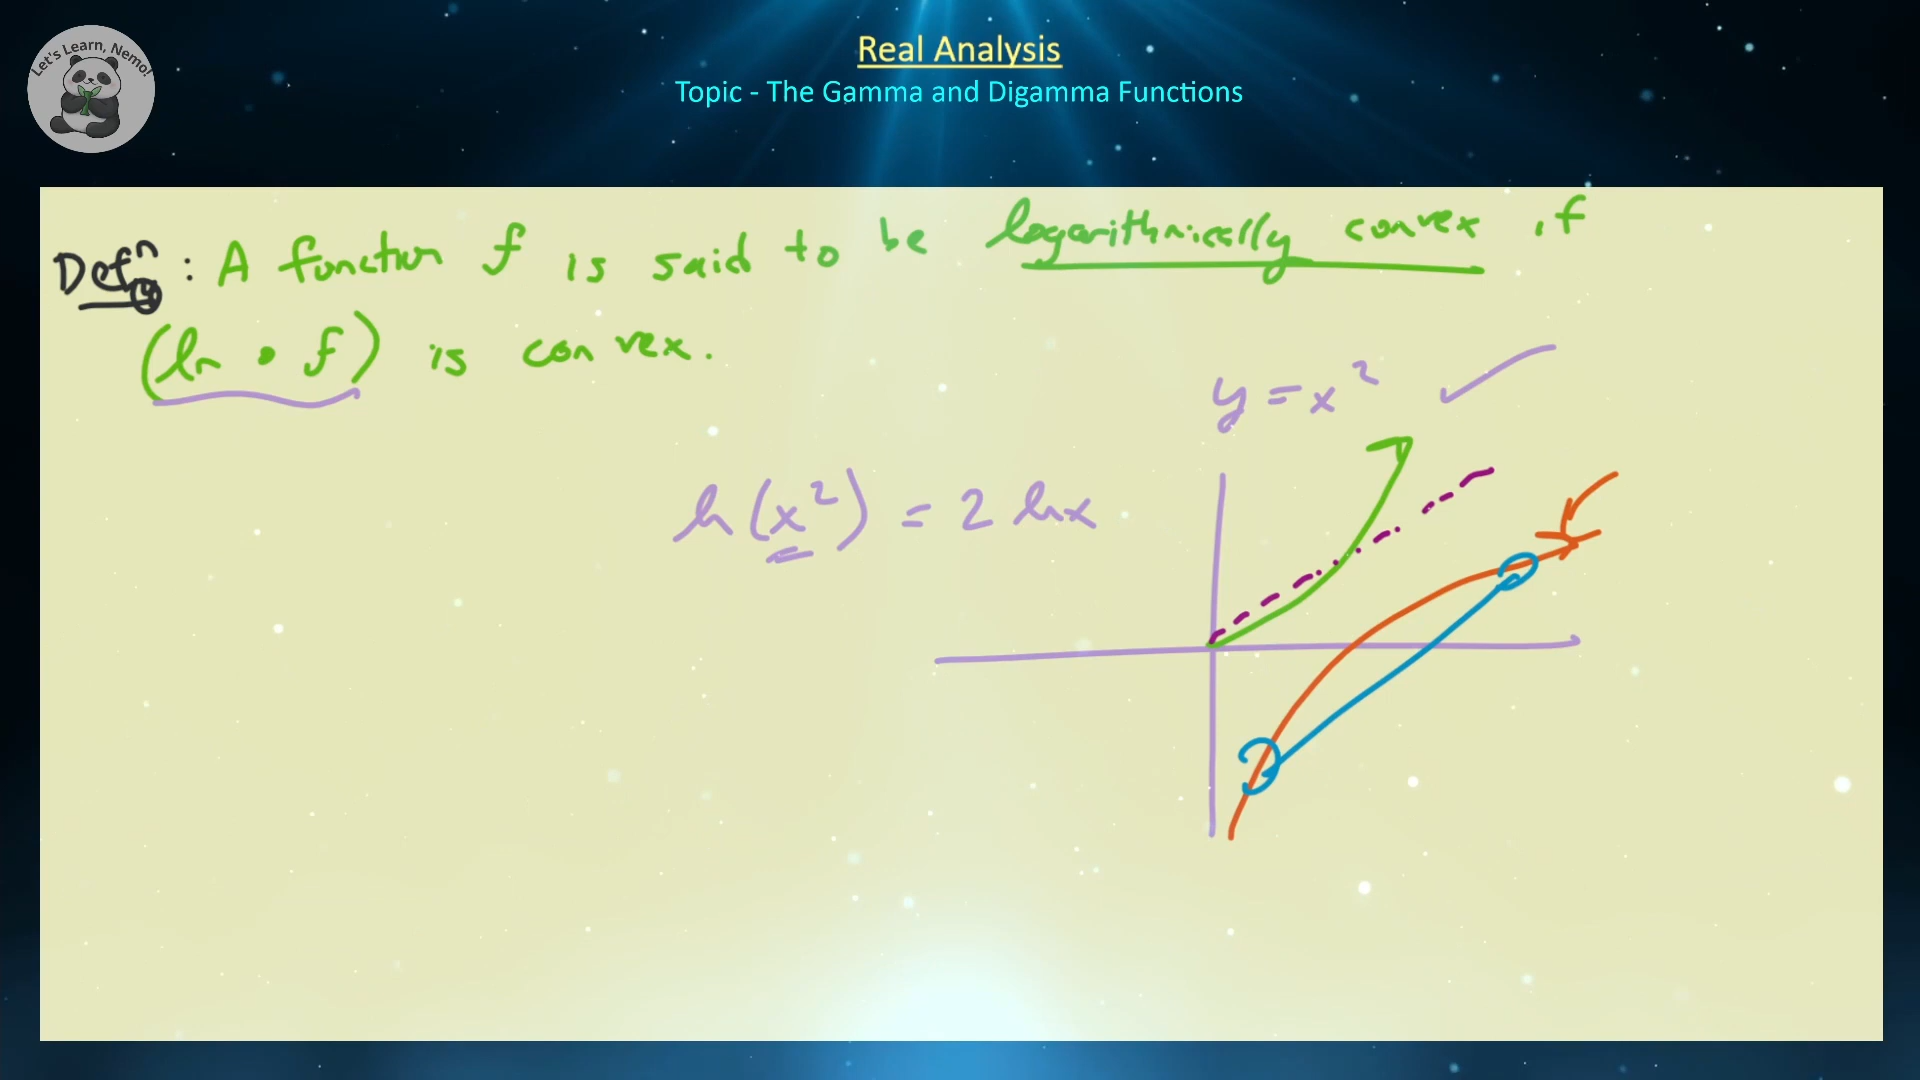 Let's Learn, Nemo!
Real Analysis
Topic - The Gamma and Digamma Functions
Defⁿ : A function f is said to be logarithmically convex if
(ln ∘ f) is convex.
y = x²
ln (x²) = 2 ln x